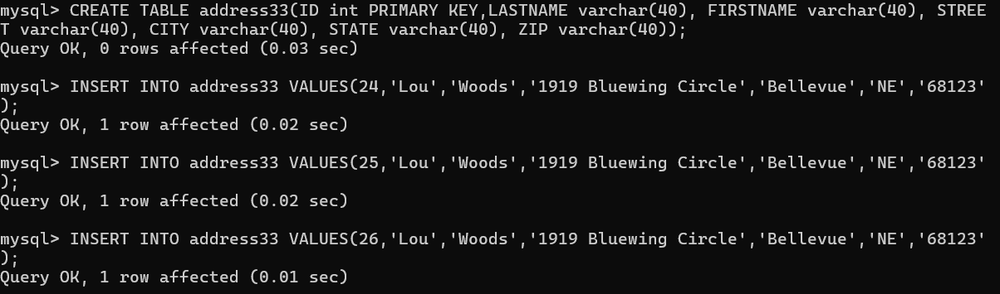 mysql> CREATE TABLE address33(ID int PRIMARY KEY,LASTNAME varchar(40), FIRSTNAME varchar(40), STREE
T varchar(40), CITY varchar(40), STATE varchar(40), ZIP varchar(40));
Query OK, 0 rows affected (0.03 sec)
mysql> INSERT INTO address33 VALUES(24,'Lou','Woods','1919 Bluewing Circle','Bellevue','NE','68123'
);
Query OK, 1 row affected (0.02 sec)
mysql> INSERT INTO address33 VALUES(25,'Lou','Woods','1919 Bluewing Circle','Bellevue','NE','68123'
);
Query OK, 1 row affected (0.02 sec)
mysql> INSERT INTO address33 VALUES(26,'Lou','Woods','1919 Bluewing Circle','Bellevue','NE','68123'
);
Query OK, 1 row affected (0.01 sec)